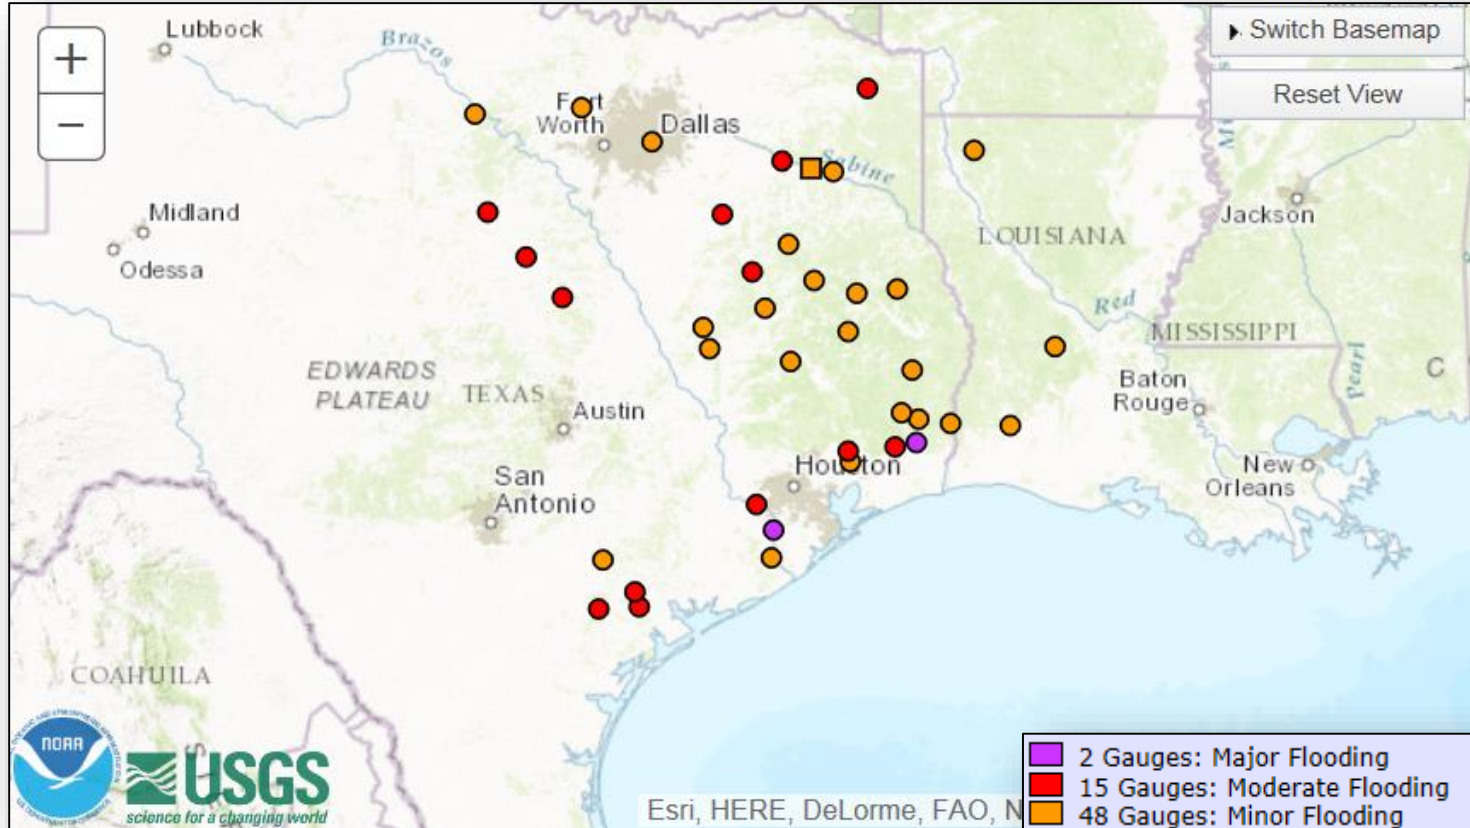 +
−
Lubbock
Brazos
Switch Basemap
Reset View
Fort
Worth
Dallas
Sabine
Midland
Odessa
Jackson
LOUISIANA
Red
MISSISSIPPI
EDWARDS
PLATEAU
TEXAS
Austin
Baton
Rouge
Pearl
C
San
Antonio
Houston
New
Orleans
COAHUILA
NOAA
USGS
science for a changing world
Esri, HERE, DeLorme, FAO, N
2 Gauges: Major Flooding
15 Gauges: Moderate Flooding
48 Gauges: Minor Flooding